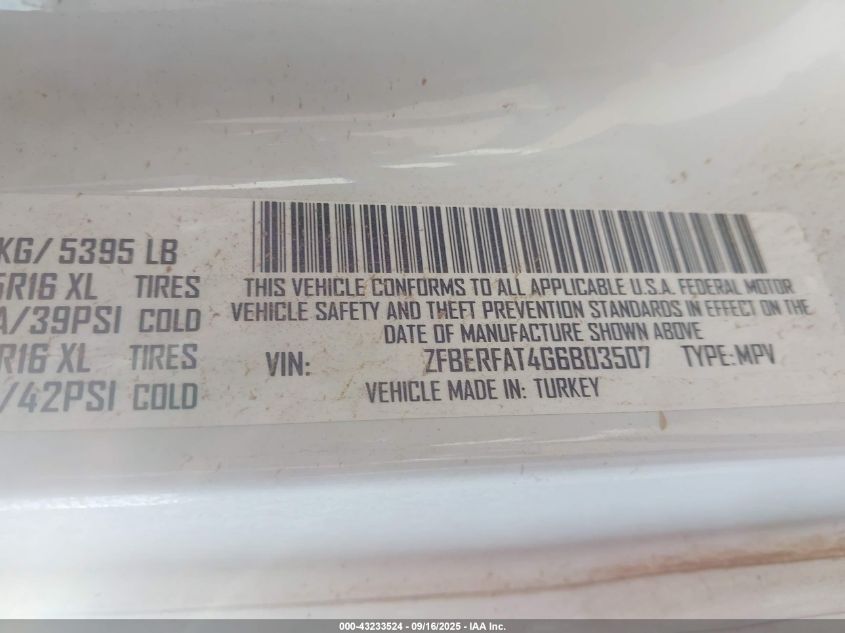 KG/ 5395 LB
5R16 XL TIRES
A/39PSI COLD
R16 XL TIRES
/42PSI COLD
THIS VEHICLE CONFORMS TO ALL APPLICABLE U.S.A. FEDERAL MOTOR
VEHICLE SAFETY AND THEFT PREVENTION STANDARDS IN EFFECT ON THE
DATE OF MANUFACTURE SHOWN ABOVE
VIN: ZFBERFAT4G6B03507 TYPE: MPV
VEHICLE MADE IN: TURKEY
000-43233524 - 09/16/2025 - IAA Inc.